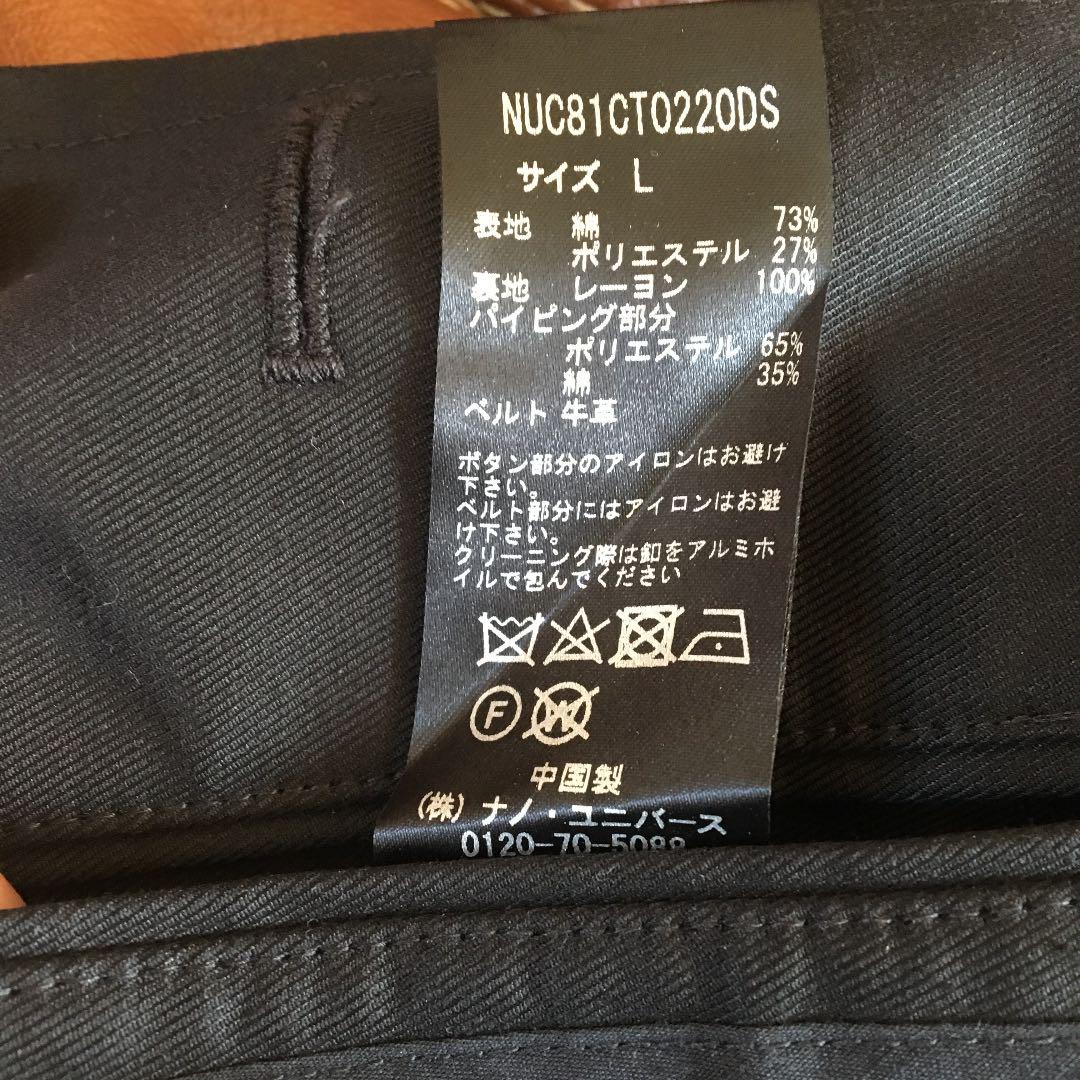 NUC81CT0220DS
サイズ L
表地 綿 73%
ポリエステル 27%
裏地 レーヨン 100%
パイピング部分
ポリエステル 65%
綿 35%
ベルト 牛革
ボタン部分のアイロンはお避け
下さい。
ベルト部分にはアイロンはお避
け下さい。
クリーニング際は釦をアルミホ
イルで包んでください
F W
中国製
(株) ナノ・ユニバース
0120-70-5088